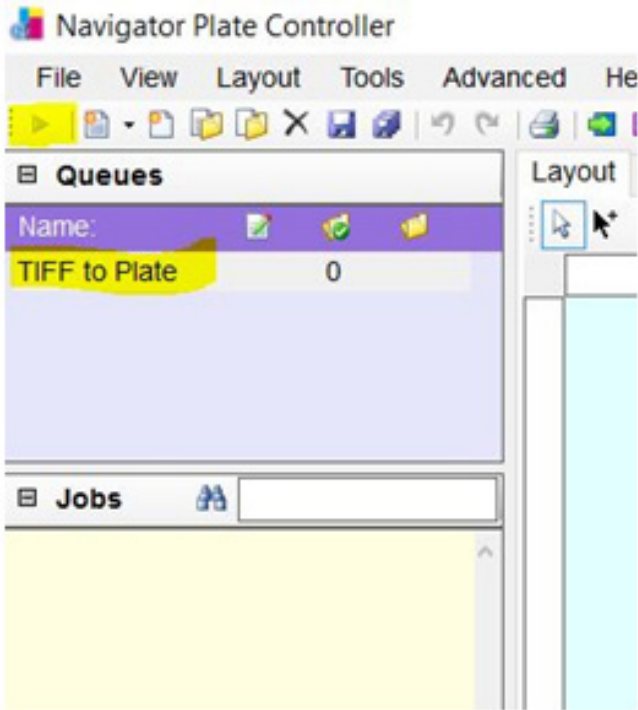 Navigator Plate Controller
File View Layout Tools Advanced He
Queues
Layout
Name:
TIFF to Plate 0
Jobs